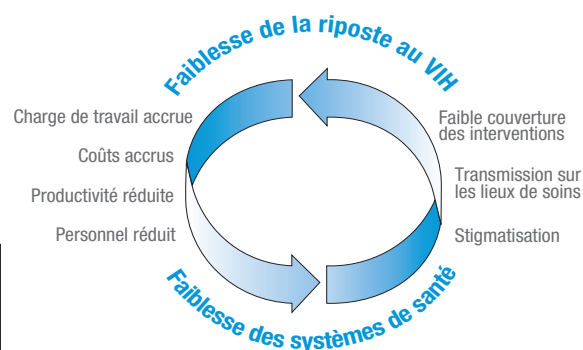 Faiblesse de la riposte au VIH
Charge de travail accrue
Coûts accrus
Productivité réduite
Personnel réduit
Faible couverture
des interventions
Transmission sur
les lieux de soins
Stigmatisation
Faiblesse des systèmes de santé